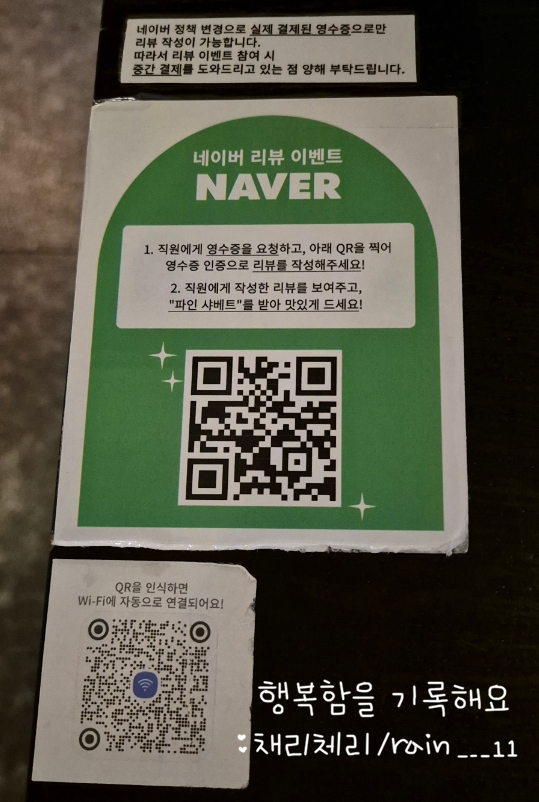 네이버 정책 변경으로 실제 결제된 영수증으로만
리뷰 작성이 가능합니다.
따라서 리뷰 이벤트 참여 시
중간 결제를 도와드리고 있는 점 양해 부탁드립니다.
네이버 리뷰 이벤트
NAVER
1. 직원에게 영수증을 요청하고, 아래 QR을 찍어
영수증 인증으로 리뷰를 작성해주세요!
2. 직원에게 작성한 리뷰를 보여주고,
"파인 샤베트"를 받아 맛있게 드세요!
QR을 인식하면
Wi-Fi에 자동으로 연결되어요!
행복함을 기록해요
채리체리/rain___11